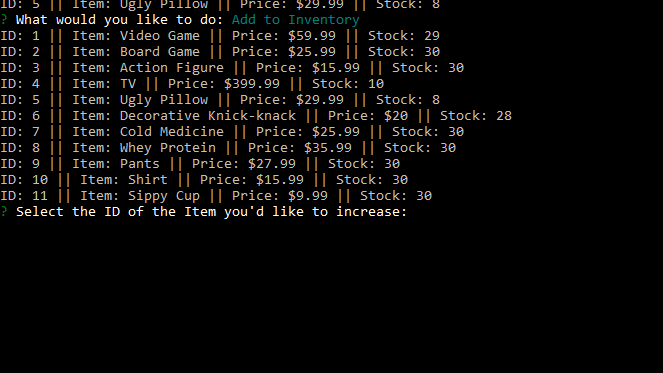 ID: 5 || Item: Ugly Pillow || Price: $29.99 || Stock: 8
? What would you like to do: Add to Inventory
ID: 1 || Item: Video Game || Price: $59.99 || Stock: 29
ID: 2 || Item: Board Game || Price: $25.99 || Stock: 30
ID: 3 || Item: Action Figure || Price: $15.99 || Stock: 30
ID: 4 || Item: TV || Price: $399.99 || Stock: 10
ID: 5 || Item: Ugly Pillow || Price: $29.99 || Stock: 8
ID: 6 || Item: Decorative Knick-knack || Price: $20 || Stock: 28
ID: 7 || Item: Cold Medicine || Price: $25.99 || Stock: 30
ID: 8 || Item: Whey Protein || Price: $35.99 || Stock: 30
ID: 9 || Item: Pants || Price: $27.99 || Stock: 30
ID: 10 || Item: Shirt || Price: $15.99 || Stock: 30
ID: 11 || Item: Sippy Cup || Price: $9.99 || Stock: 30
? Select the ID of the Item you'd like to increase: